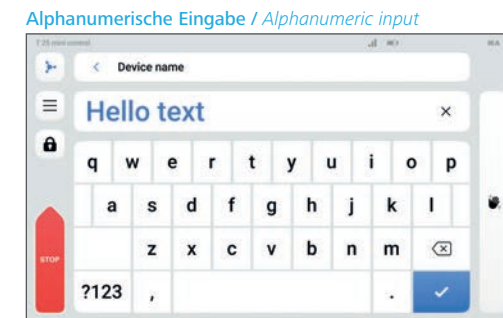 Alphanumerische Eingabe / Alphanumeric input
Device name
Hello text
q w e r t y u i o p
a s d f g h j k l
STOP
z x c v b n m
?123 , .